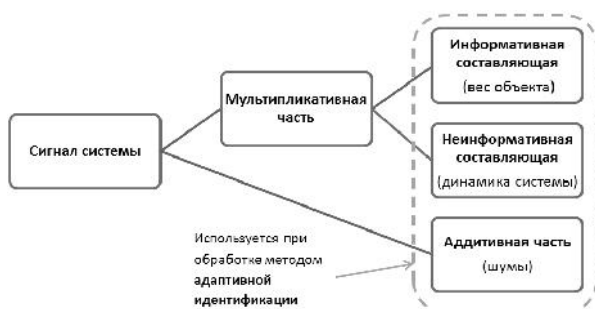 Сигнал системы
Мультипликативная
часть
Информативная
составляющая
(вес объекта)
Неинформативная
составляющая
(динамика системы)
Аддитивная часть
(шумы)
Используется при
обработке методом
адаптивной
идентификации